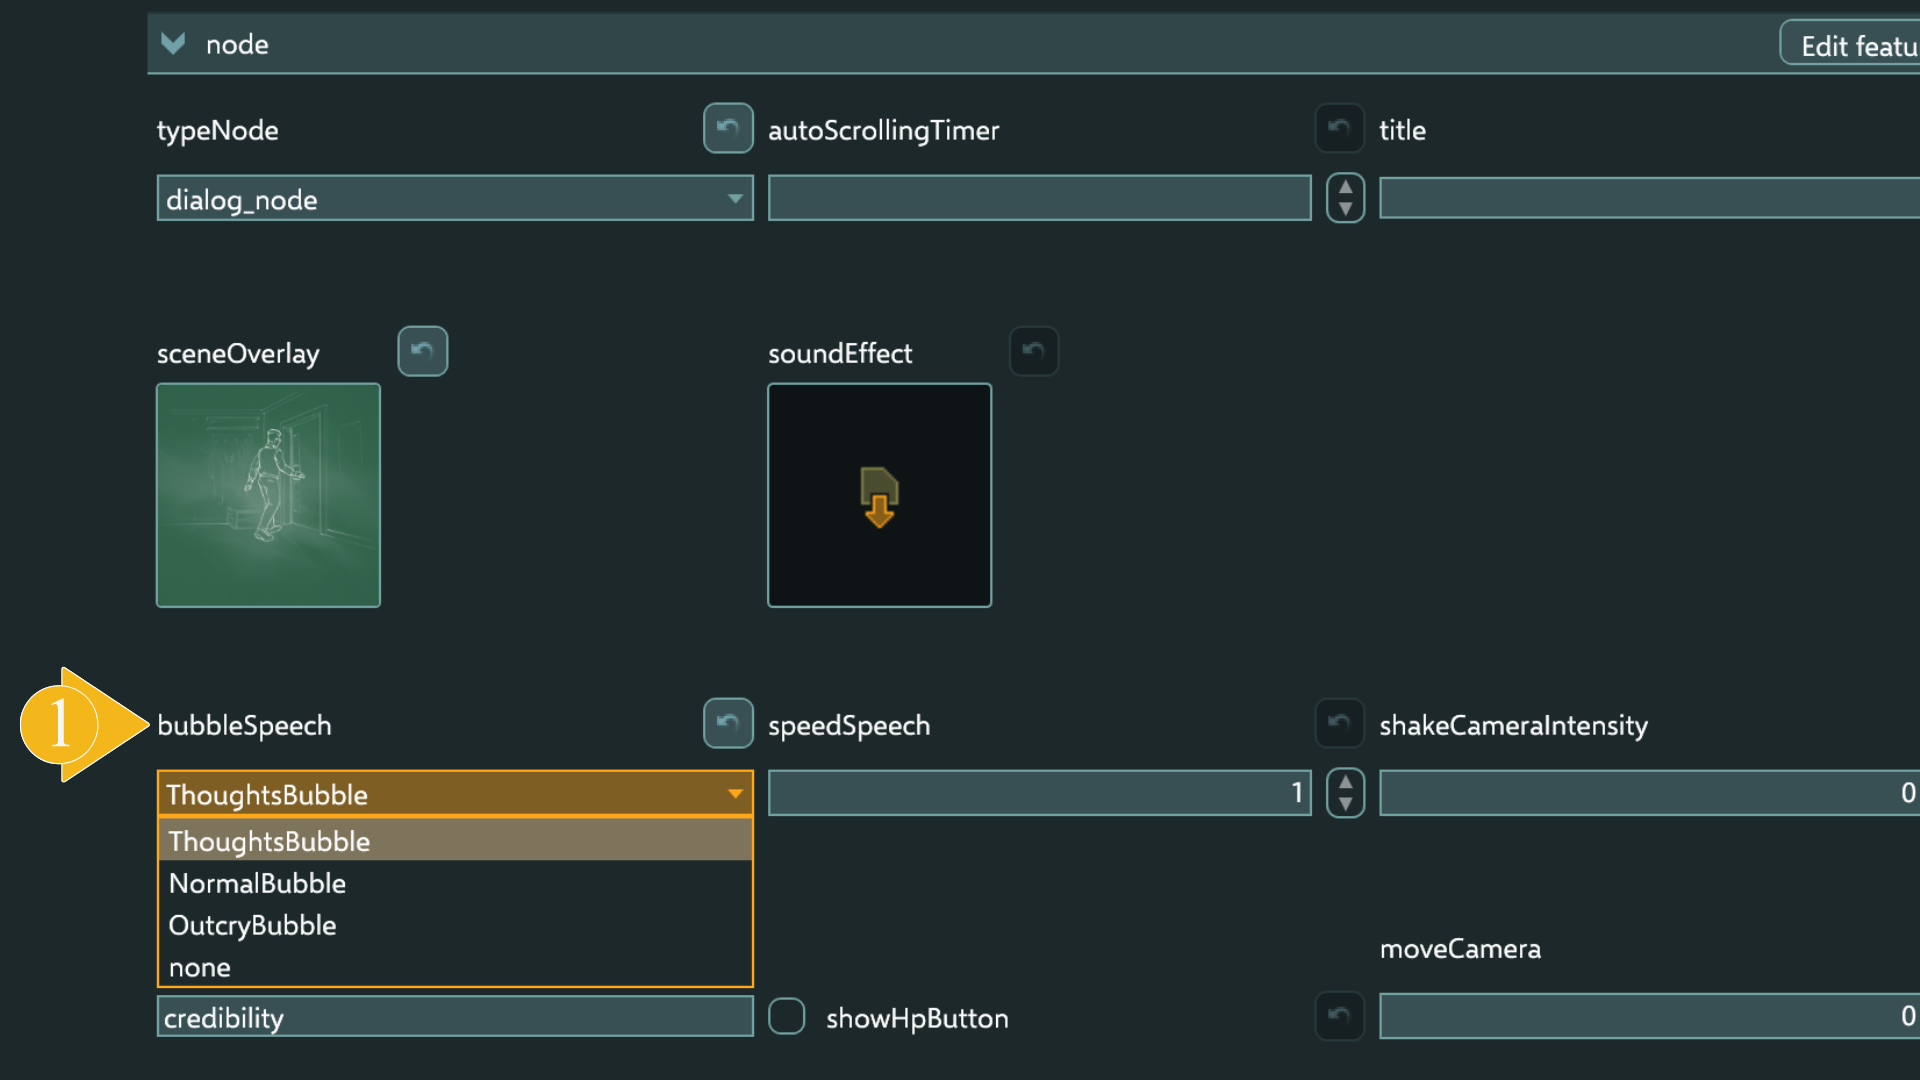 node
Edit featu
typeNode
autoScrollingTimer
title
dialog_node
sceneOverlay
soundEffect
1
bubbleSpeech
speedSpeech
shakeCameraIntensity
ThoughtsBubble
1
0
ThoughtsBubble
NormalBubble
OutcryBubble
none
moveCamera
credibility
showHpButton
0